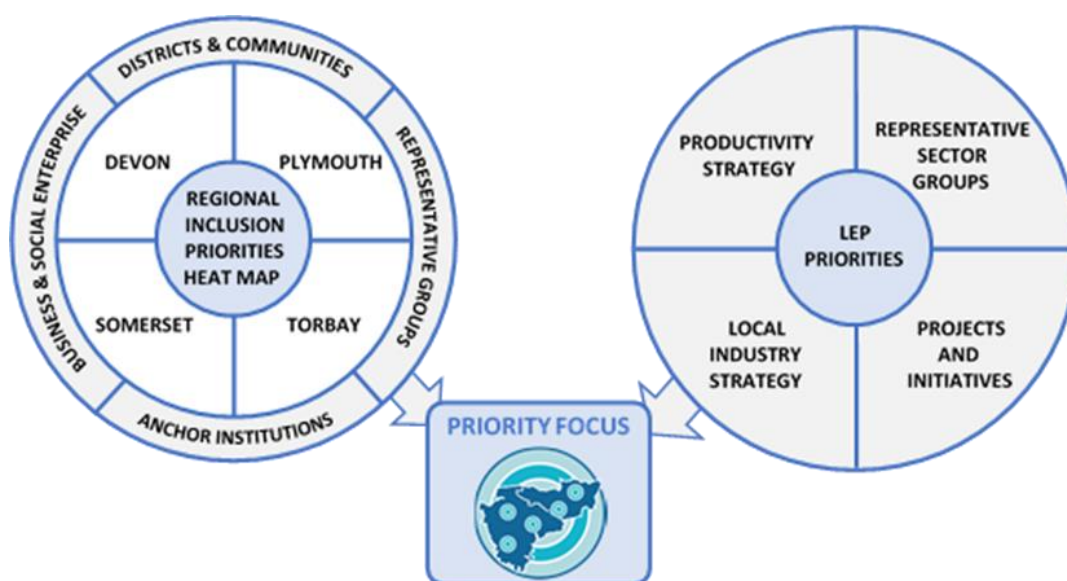 DISTRICTS & COMMUNITIES
BUSINESS & SOCIAL ENTERPRISE
REPRESENTATIVE GROUPS
ANCHOR INSTITUTIONS
DEVON
PLYMOUTH
REGIONAL
INCLUSION
PRIORITIES
HEAT MAP
SOMERSET
TORBAY
PRODUCTIVITY
STRATEGY
REPRESENTATIVE
SECTOR
GROUPS
LEP
PRIORITIES
LOCAL
INDUSTRY
STRATEGY
PROJECTS
AND
INITIATIVES
PRIORITY FOCUS